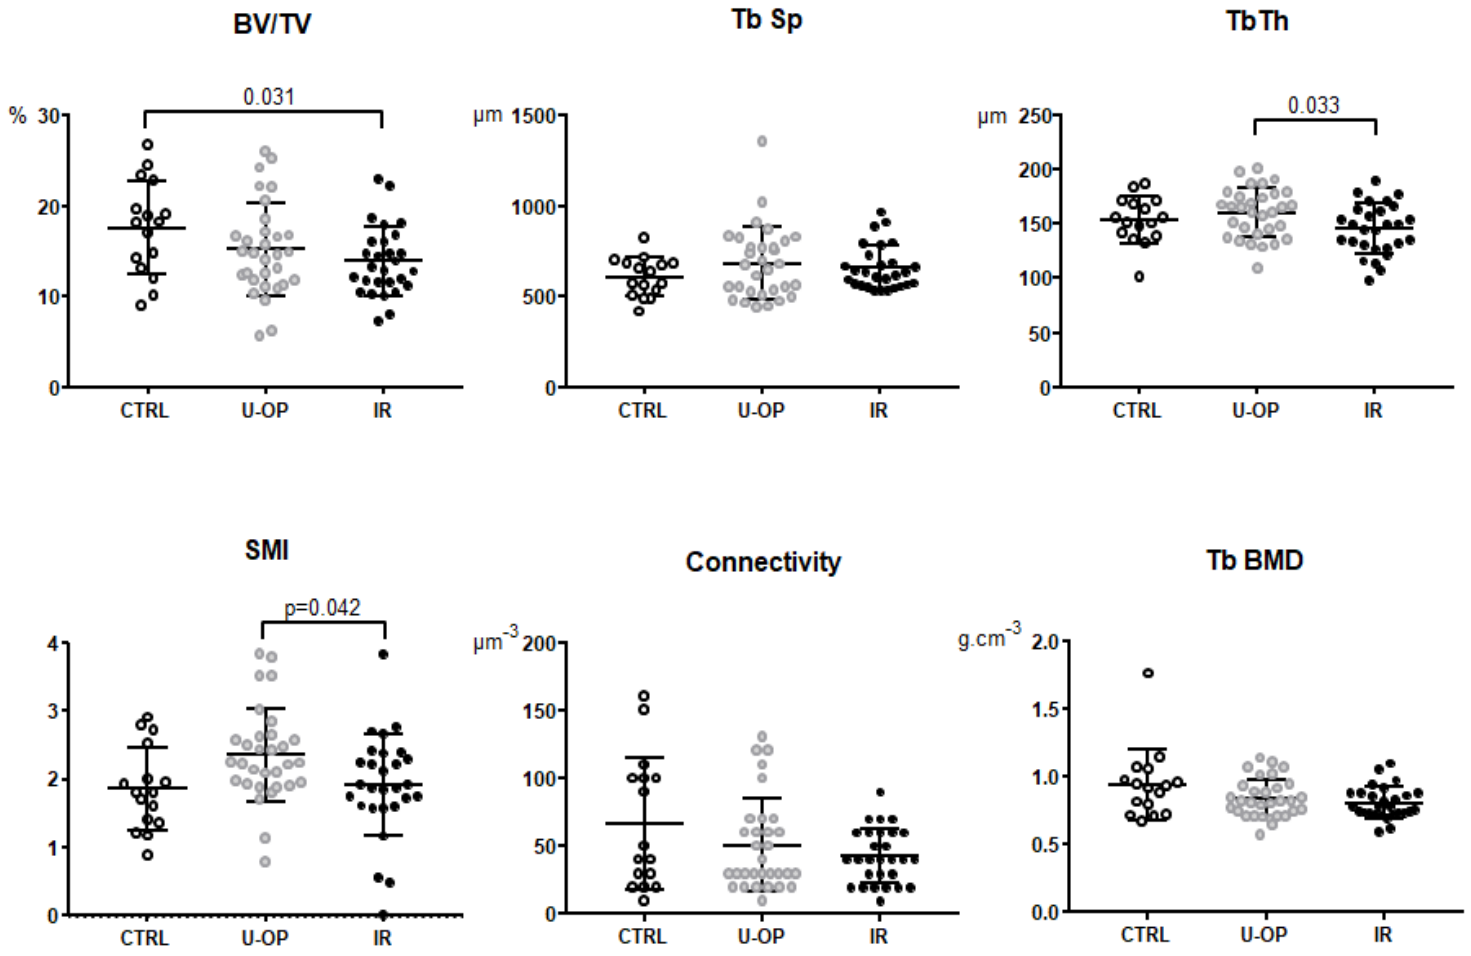 BV/TV
% 30
20
10
0
0.031
CTRL U-OP IR
Tb Sp
µm 1500
1000
500
0
CTRL U-OP IR
TbTh
µm 250
200
150
100
50
0
0.033
CTRL U-OP IR
SMI
p=0.042
4
3
2
1
0
CTRL U-OP IR
Connectivity
µm-3 200
150
100
50
0
CTRL U-OP IR
Tb BMD
g.cm-3 2.0
1.5
1.0
0.5
0.0
CTRL U-OP IR